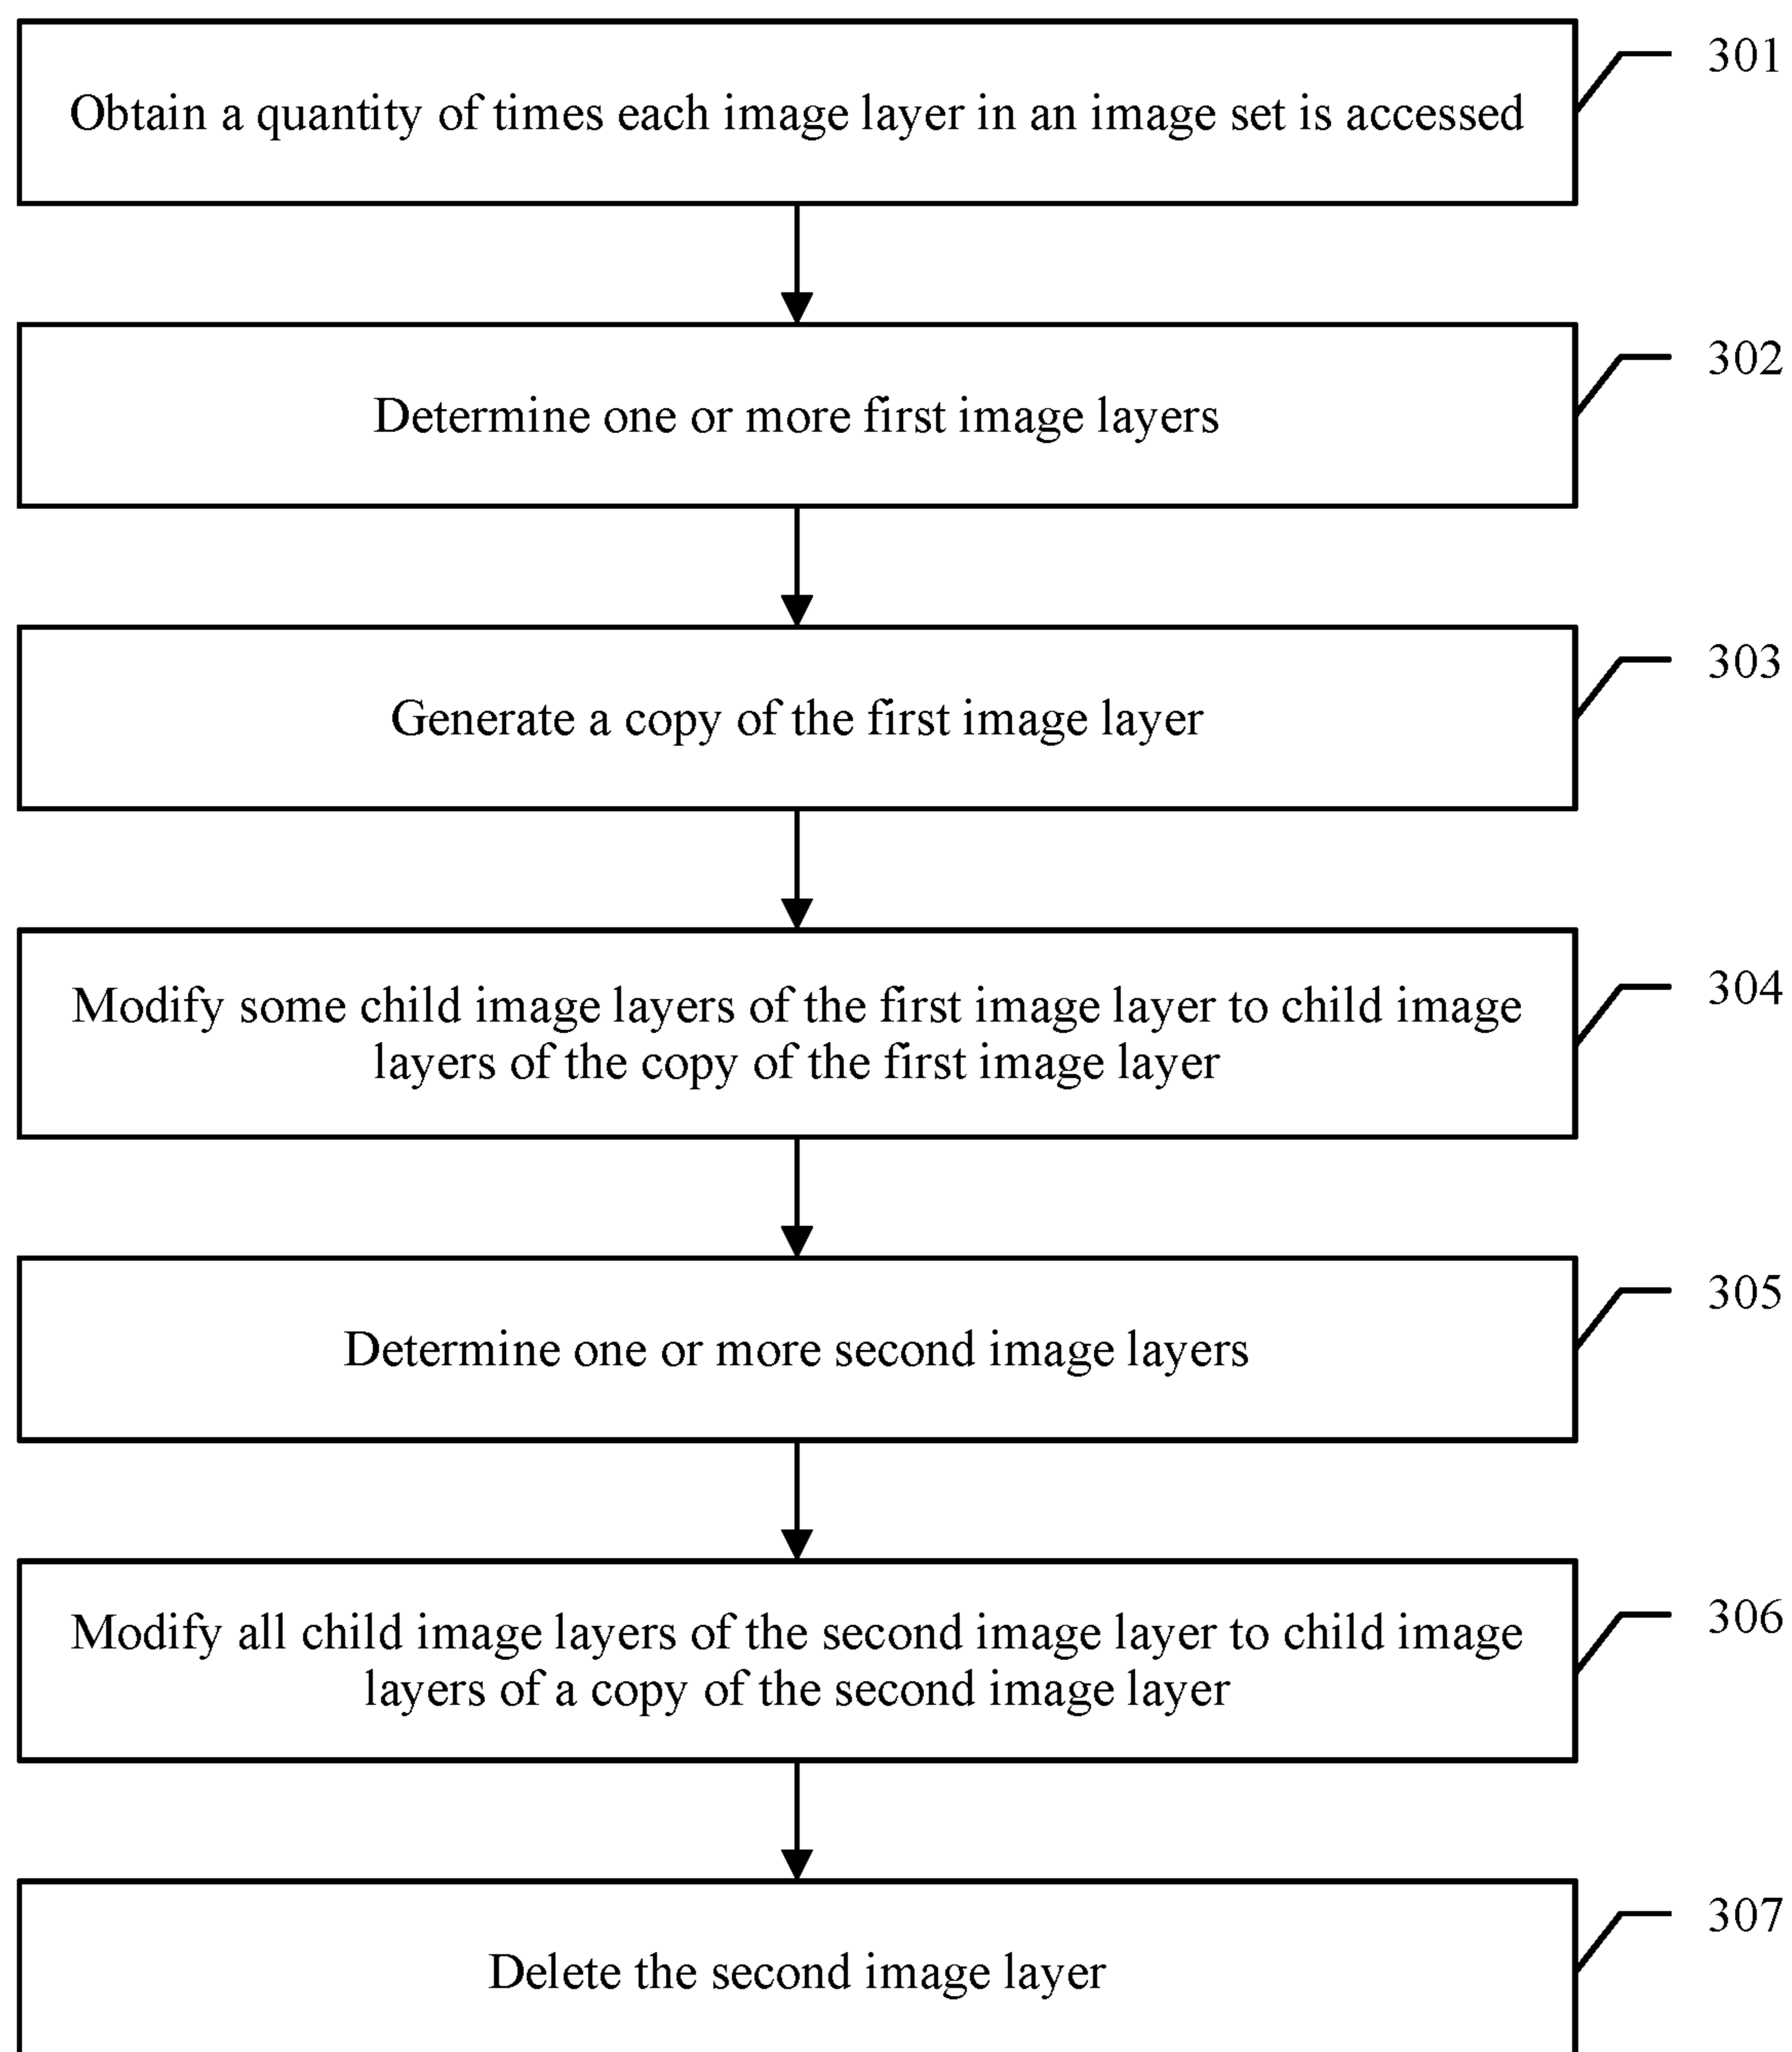 Obtain a quantity of times each image layer in an image set is accessed
301
Determine one or more first image layers
302
Generate a copy of the first image layer
303
Modify some child image layers of the first image layer to child image
layers of the copy of the first image layer
304
Determine one or more second image layers
305
Modify all child image layers of the second image layer to child image
layers of a copy of the second image layer
306
Delete the second image layer
307